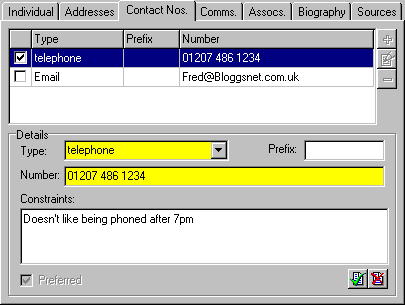 Individual Addresses Contact Nos. Comms. Assocs. Biography Sources
Type Prefix Number
telephone 01207 486 1234
Email Fred@Bloggsnet.com.uk
Details
Type: telephone Prefix:
Number: 01207 486 1234
Constraints:
Doesn't like being phoned after 7pm
Preferred